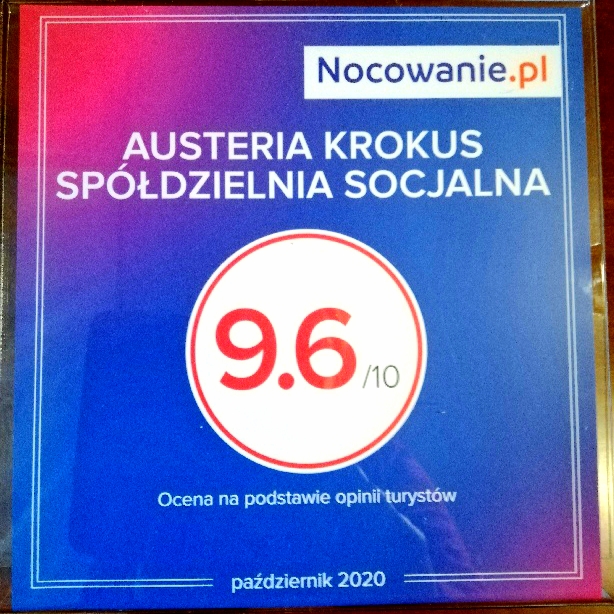 Nocowanie.pl
AUSTERIA KROKUS
SPÓŁDZIELNIA SOCJALNA
9.6/10
Ocena na podstawie opinii turystów
październik 2020